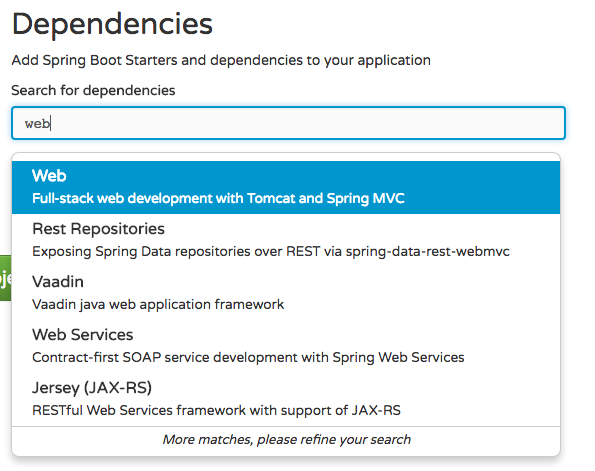 Dependencies
Add Spring Boot Starters and dependencies to your application
Search for dependencies
web
Web
Full-stack web development with Tomcat and Spring MVC
Rest Repositories
Exposing Spring Data repositories over REST via spring-data-rest-webmvc
Vaadin
Vaadin java web application framework
Web Services
Contract-first SOAP service development with Spring Web Services
Jersey (JAX-RS)
RESTful Web Services framework with support of JAX-RS
More matches, please refine your search